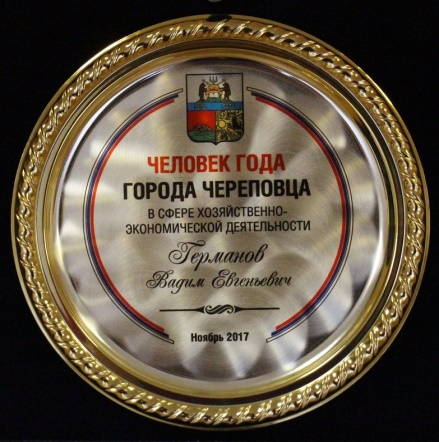 ЧЕЛОВЕК ГОДА
ГОРОДА ЧЕРЕПОВЦА
В СФЕРЕ ХОЗЯЙСТВЕННО-
ЭКОНОМИЧЕСКОЙ ДЕЯТЕЛЬНОСТИ
Германов
Вадим Евгеньевич
Ноябрь 2017